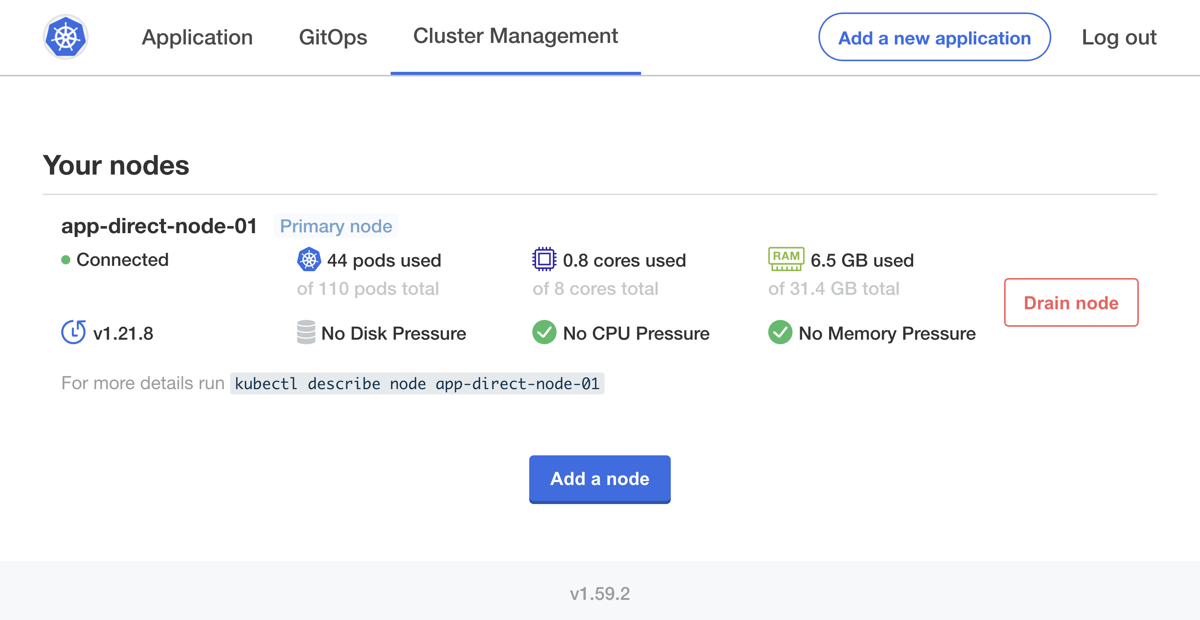 Application GitOps Cluster Management Add a new application Log out
Your nodes
app-direct-node-01 Primary node
Connected 44 pods used 0.8 cores used RAM 6.5 GB used
of 110 pods total of 8 cores total of 31.4 GB total
Drain node
v1.21.8 No Disk Pressure No CPU Pressure No Memory Pressure
For more details run kubectl describe node app-direct-node-01
Add a node
v1.59.2